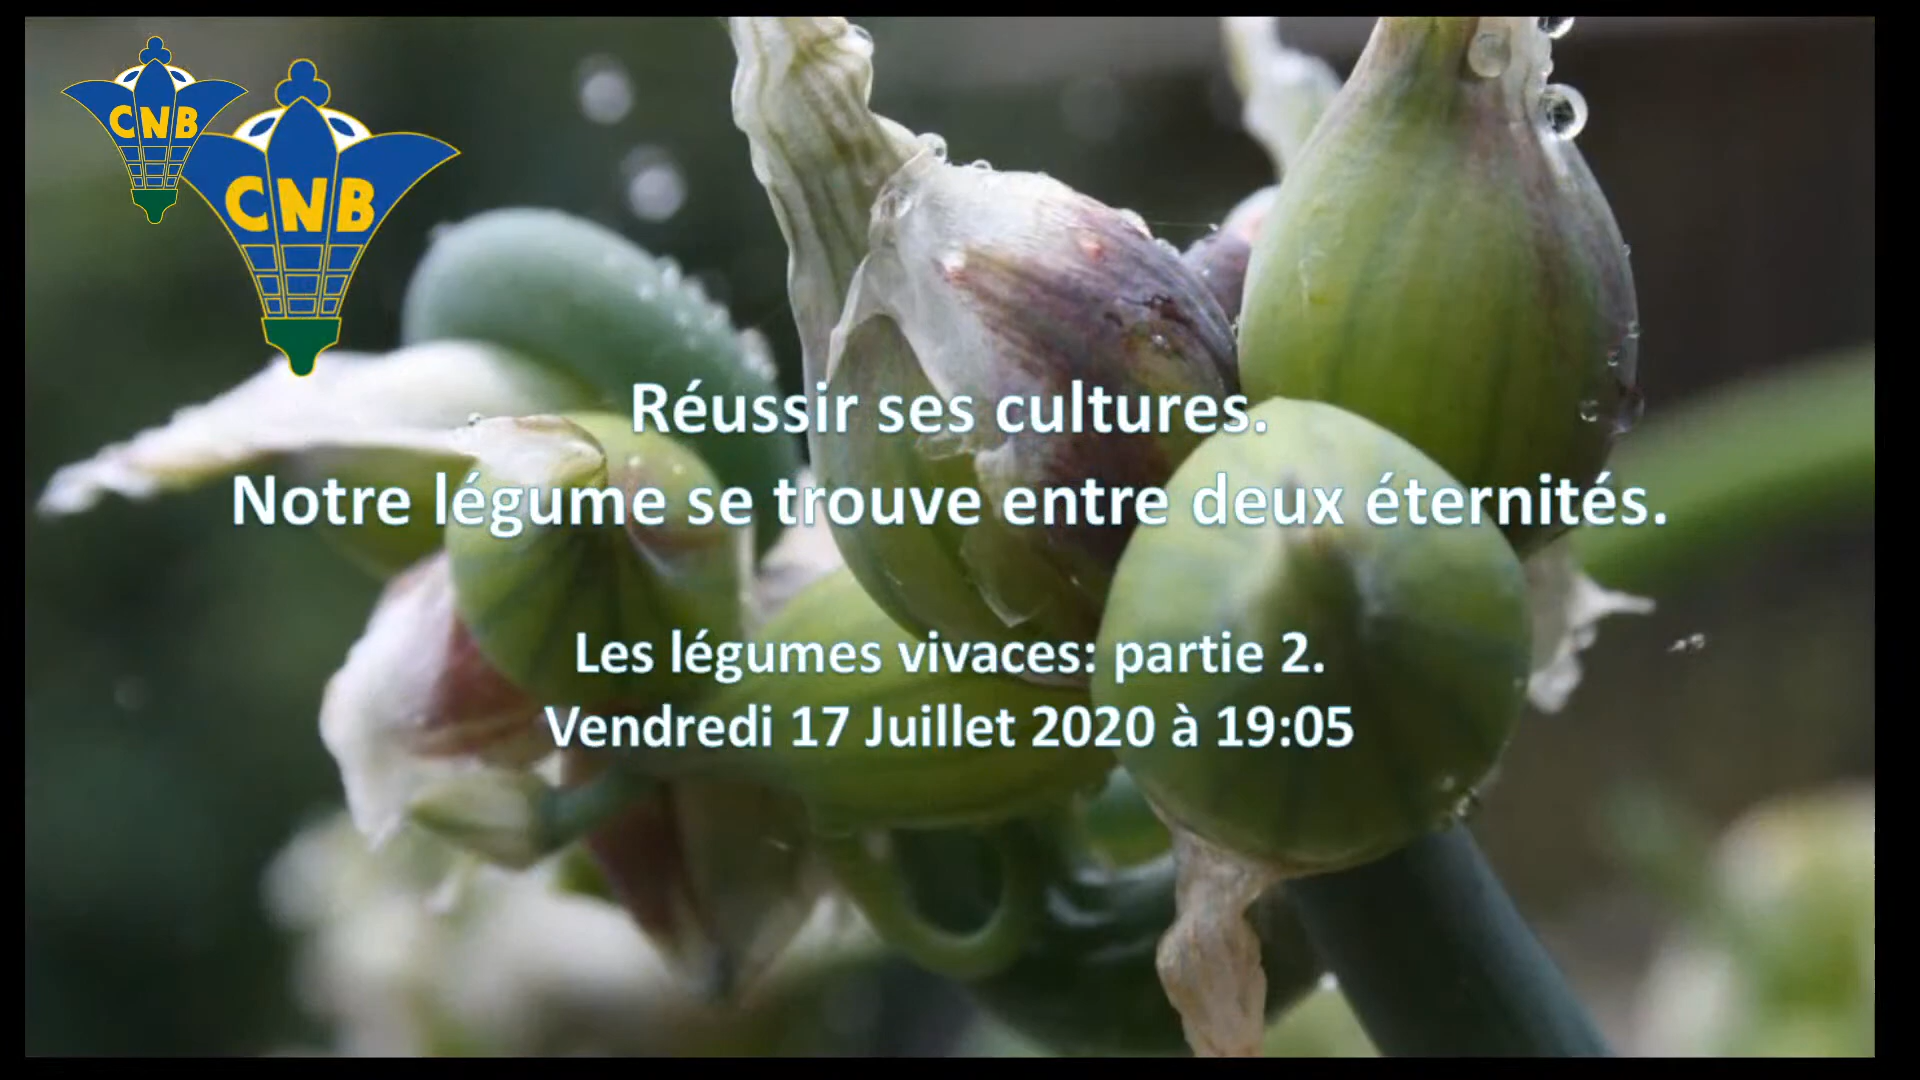 CNB
CNB
Réussir ses cultures.
Notre légume se trouve entre deux éternités.
Les légumes vivaces: partie 2.
Vendredi 17 Juillet 2020 à 19:05